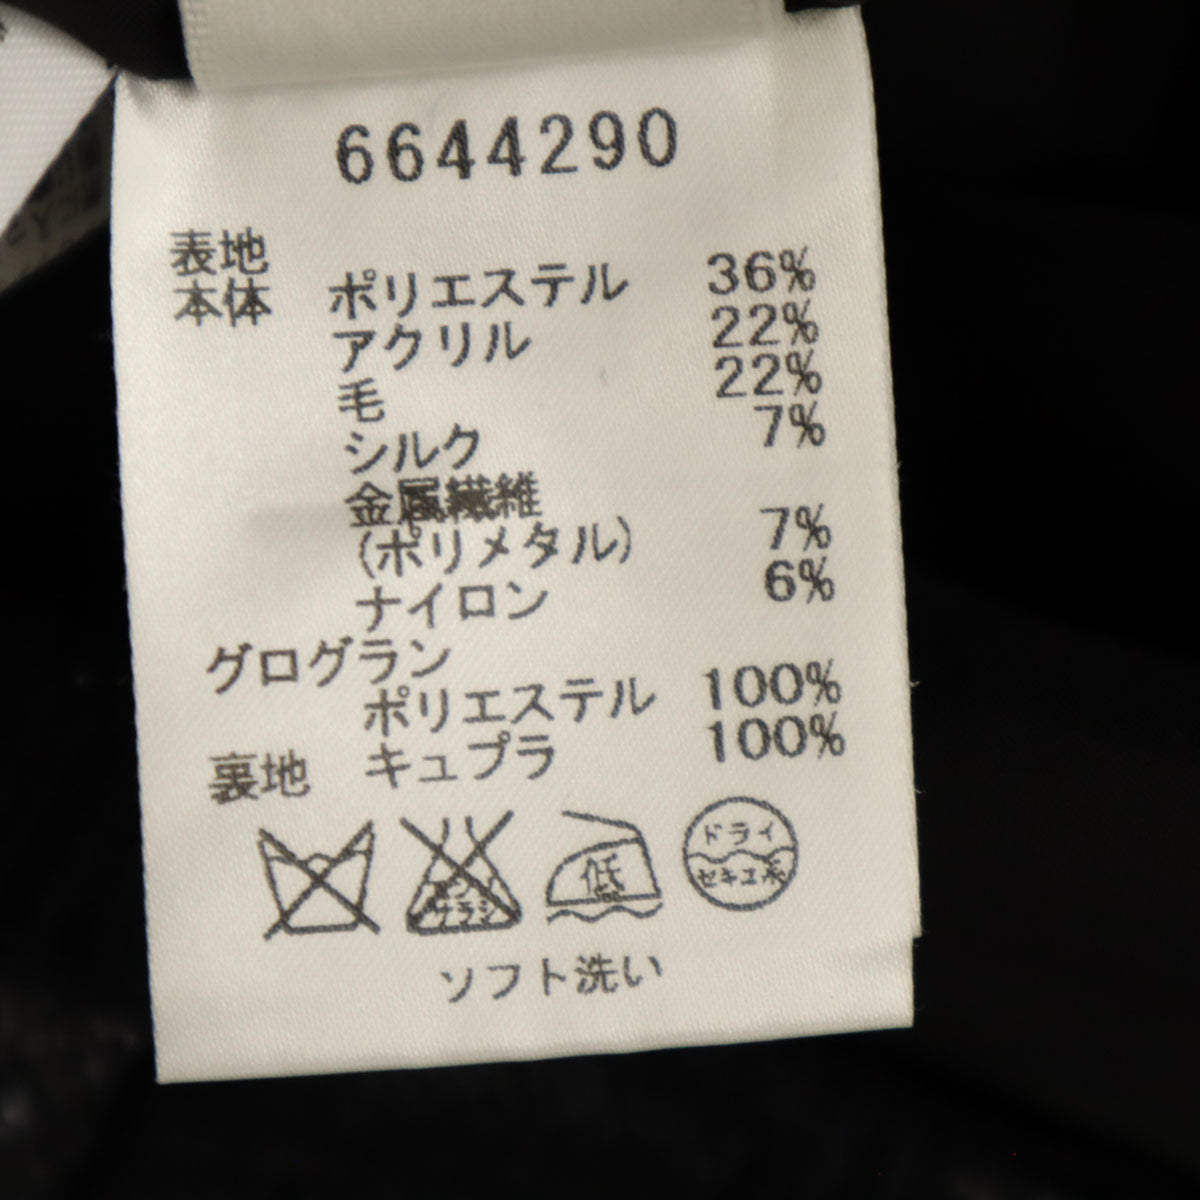 6644290
表地
本体 ポリエステル 36%
アクリル 22%
毛 22%
シルク 7%
金属繊維
(ポリメタル) 7%
ナイロン 6%
グログラン
ポリエステル 100%
裏地 キュプラ 100%
サラシ 低 ドライ セキユ系
ソフト洗い